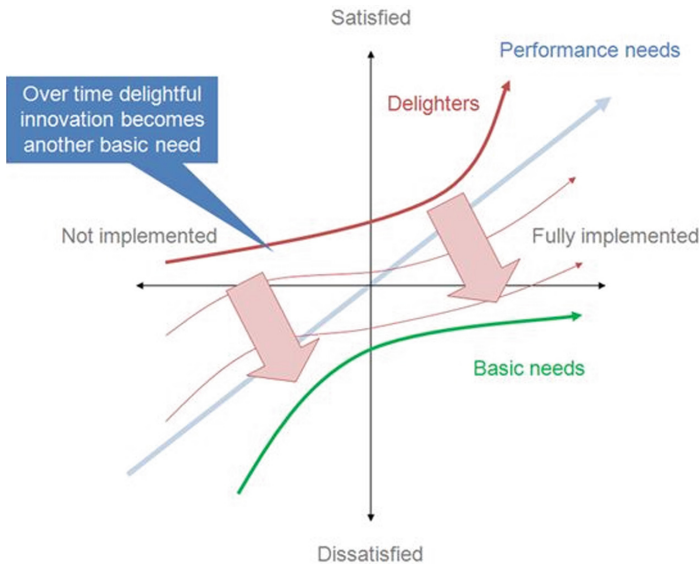 Satisfied
Performance needs
Over time delightful
innovation becomes
another basic need
Delighters
Not implemented
Fully implemented
Basic needs
Dissatisfied